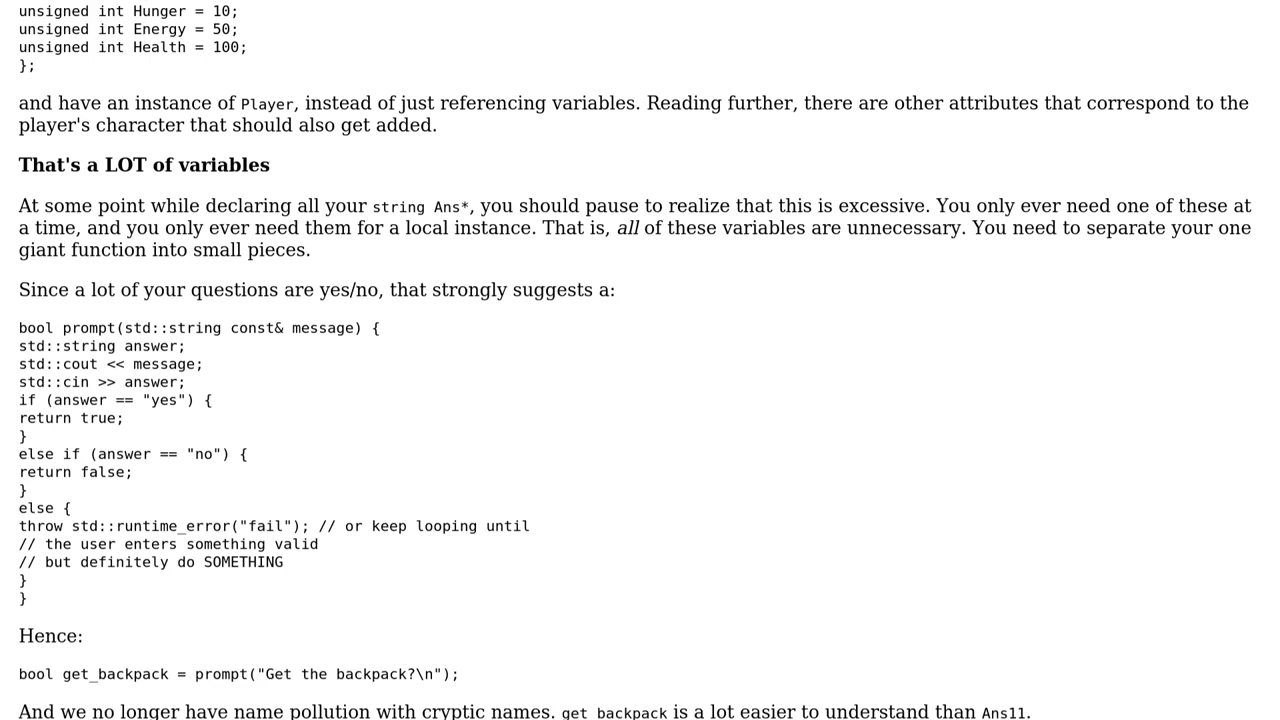 unsigned int Hunger = 10;
unsigned int Energy = 50;
unsigned int Health = 100;
};
and have an instance of Player, instead of just referencing variables. Reading further, there are other attributes that correspond to the
player's character that should also get added.
That's a LOT of variables
At some point while declaring all your string Ans*, you should pause to realize that this is excessive. You only ever need one of these at
a time, and you only ever need them for a local instance. That is, all of these variables are unnecessary. You need to separate your one
giant function into small pieces.
Since a lot of your questions are yes/no, that strongly suggests a:
bool prompt(std::string const& message) {
std::string answer;
std::cout << message;
std::cin >> answer;
if (answer == "yes") {
return true;
}
else if (answer == "no") {
return false;
}
else {
throw std::runtime_error("fail"); // or keep looping until
// the user enters something valid
// but definitely do SOMETHING
}
}
Hence:
bool get_backpack = prompt("Get the backpack?\n");
And we no longer have name pollution with cryptic names. get_backpack is a lot easier to understand than Ans11.